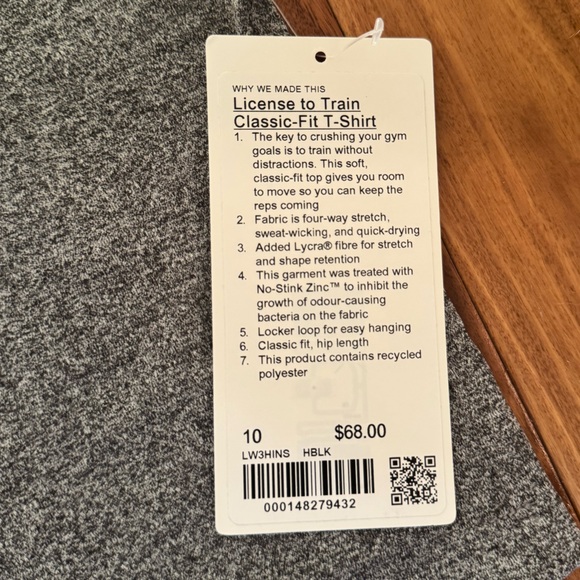 WHY WE MADE THIS
License to Train
Classic-Fit T-Shirt
1. The key to crushing your gym
goals is to train without
distractions. This soft,
classic-fit top gives you room
to move so you can keep the
reps coming
2. Fabric is four-way stretch,
sweat-wicking, and quick-drying
3. Added Lycra® fibre for stretch
and shape retention
4. This garment was treated with
No-Stink Zinc™ to inhibit the
growth of odour-causing
bacteria on the fabric
5. Locker loop for easy hanging
6. Classic fit, hip length
7. This product contains recycled
polyester
10 $68.00
LW3HINS HBLK
000148279432